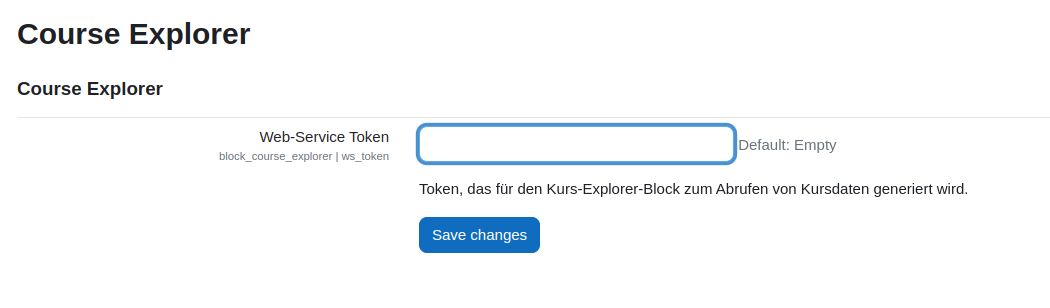 Course Explorer
Course Explorer
Web-Service Token
block_course_explorer | ws_token
Default: Empty
Token, das für den Kurs-Explorer-Block zum Abrufen von Kursdaten generiert wird.
Save changes